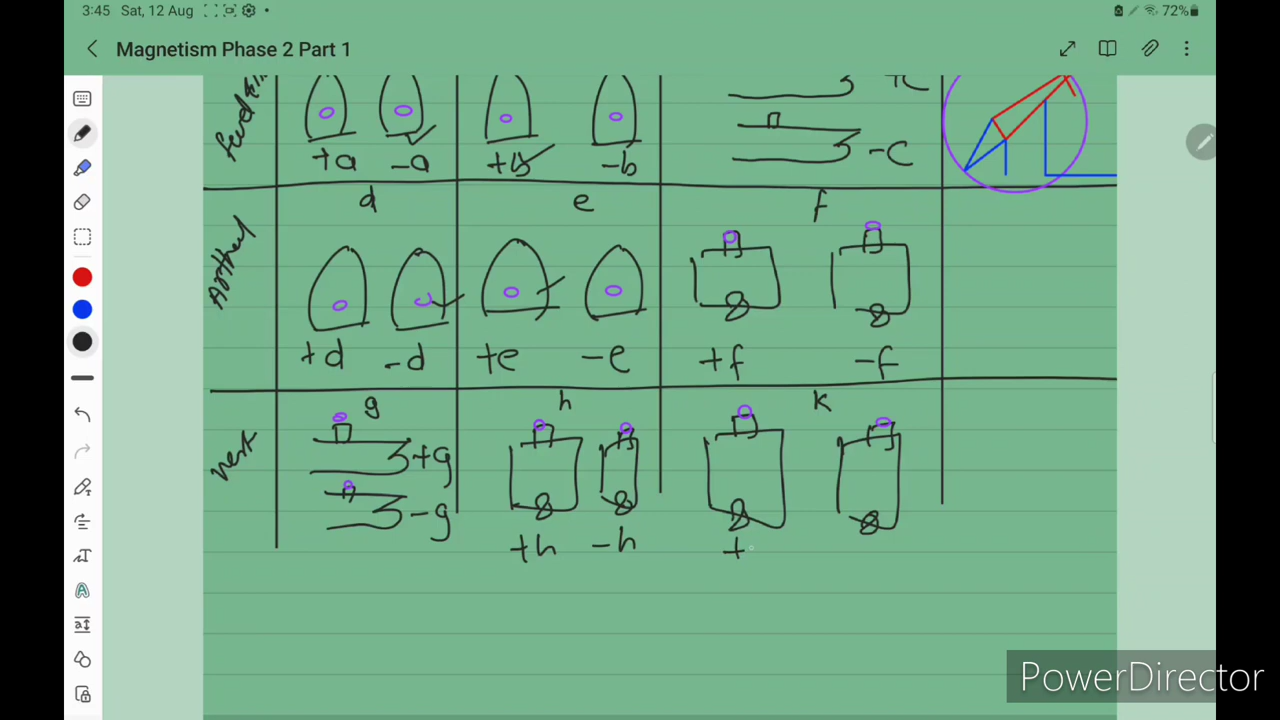 3:45 Sat, 12 Aug
72%
Magnetism Phase 2 Part 1
+c
-c
+a -a +b -b
d e f
+d -d +e -e +f -f
g h k
+g
-g
+h -h +
PowerDirector